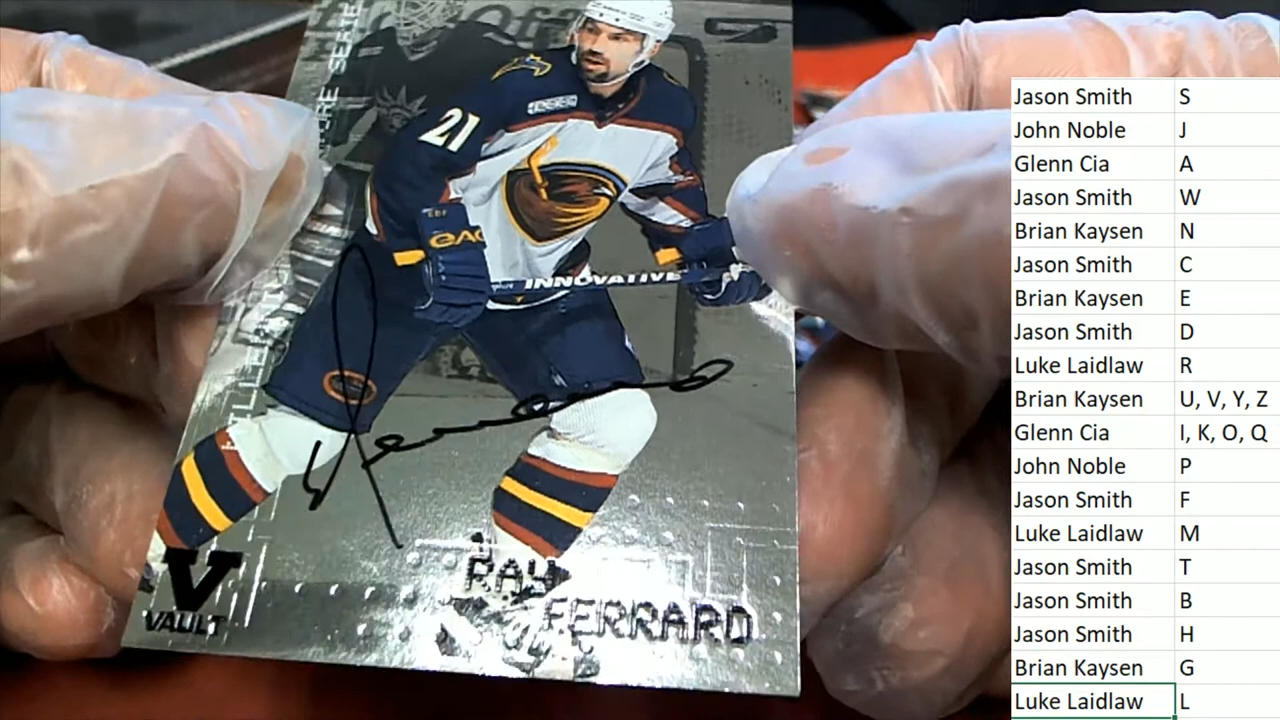 21
INNOVATIVE
V
VAULT
RAY
FERRARO
Jason Smith S
John Noble J
Glenn Cia A
Jason Smith W
Brian Kaysen N
Jason Smith C
Brian Kaysen E
Jason Smith D
Luke Laidlaw R
Brian Kaysen U, V, Y, Z
Glenn Cia I, K, O, Q
John Noble P
Jason Smith F
Luke Laidlaw M
Jason Smith T
Jason Smith B
Jason Smith H
Brian Kaysen G
Luke Laidlaw L